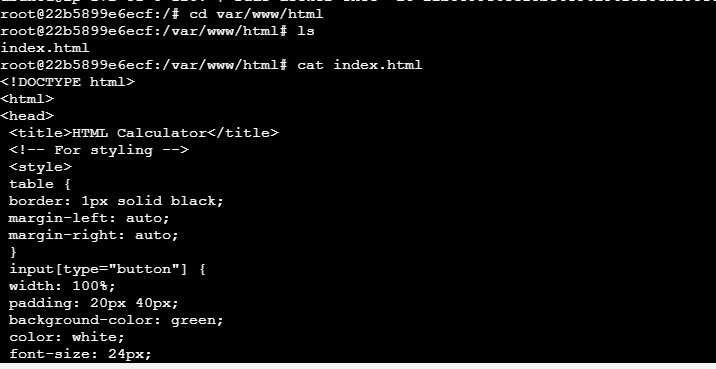 root@22b5899e6ecf:/# cd var/www/html
root@22b5899e6ecf:/var/www/html# ls
index.html
root@22b5899e6ecf:/var/www/html# cat index.html
<!DOCTYPE html>
<html>
<head>
<title>HTML Calculator</title>
<!-- For styling -->
<style>
table {
border: 1px solid black;
margin-left: auto;
margin-right: auto;
}
input[type="button"] {
width: 100%;
padding: 20px 40px;
background-color: green;
color: white;
font-size: 24px;